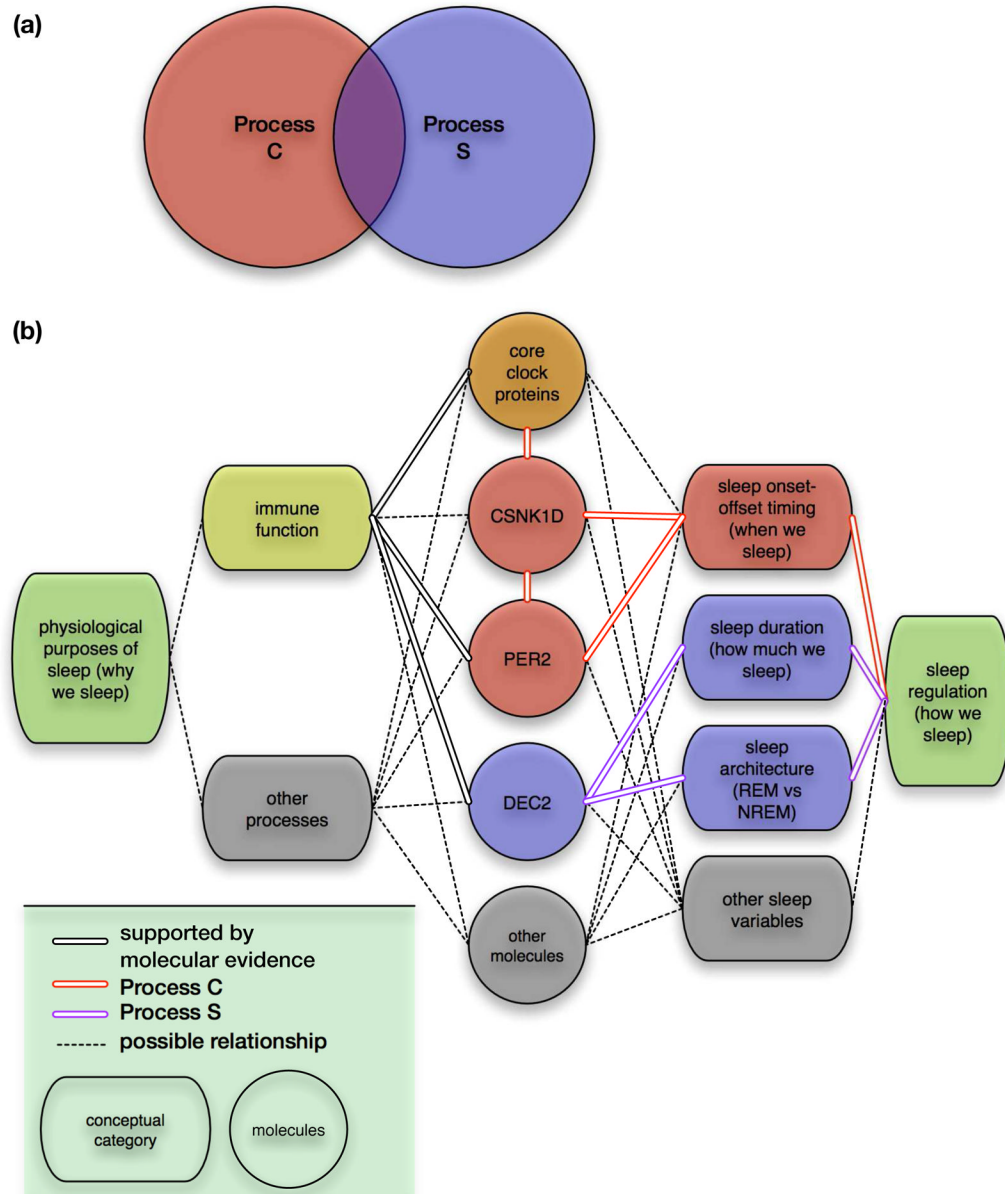 (a)
Process
C
Process
S
(b)
core
clock
proteins
immune
function
CSNK1D
sleep onset-
offset timing
(when we
sleep)
physiological
purposes of
sleep (why
we sleep)
PER2
sleep duration
(how much we
sleep)
sleep
regulation
(how we
sleep)
other
processes
DEC2
sleep
architecture
(REM vs
NREM)
other
molecules
other sleep
variables
supported by
molecular evidence
Process C
Process S
possible relationship
conceptual
category
molecules